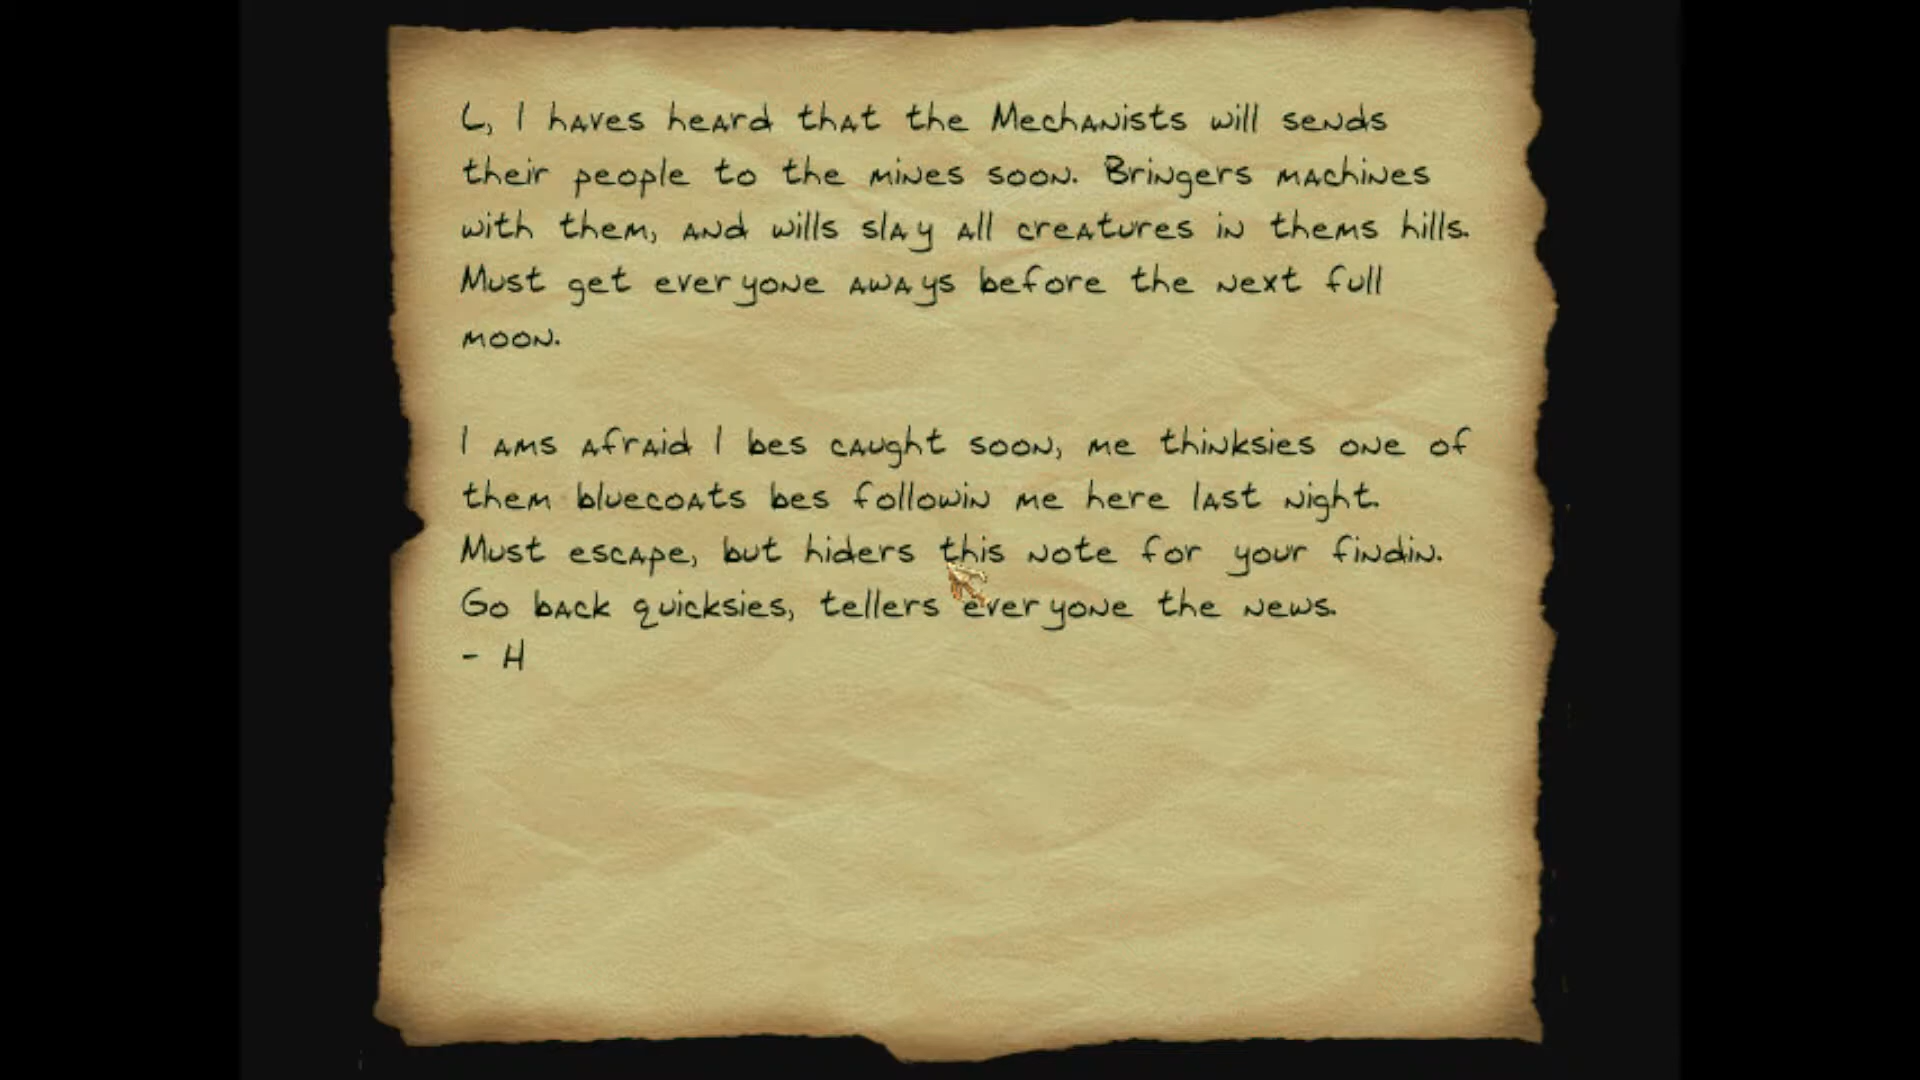 L, I haves heard that the Mechanists will sends
their people to the mines soon. Bringers machines
with them, and wills slay all creatures in thems hills.
Must get everyone aways before the next full
moon.
I ams afraid I bes caught soon, me thinksies one of
them bluecoats bes followin me here last night.
Must escape, but hiders this note for your findin.
Go back quicksies, tellers everyone the news.
- H